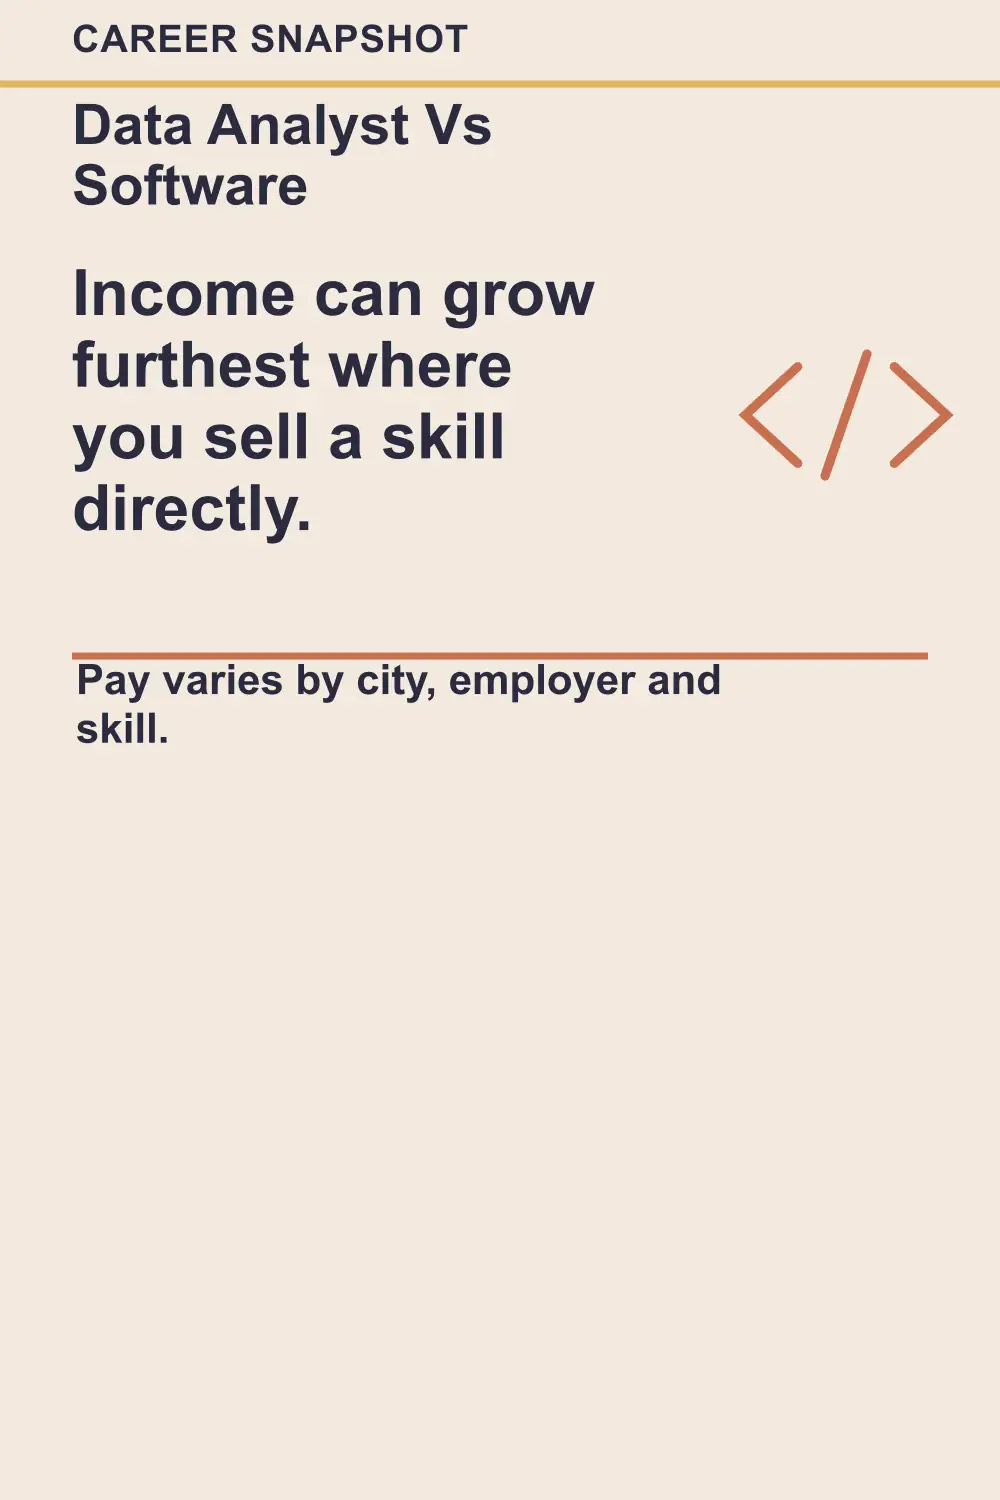 CAREER SNAPSHOT
Data Analyst Vs
Software
Income can grow
furthest where
you sell a skill
directly.
Pay varies by city, employer and
skill.